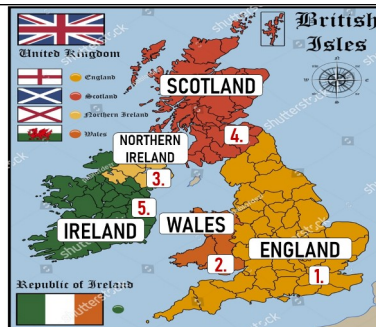 British
Isles
United Kingdom
England
Scotland
Northern Ireland
Wales
SCOTLAND
4.
NORTHERN
IRELAND
3.
5.
IRELAND
WALES
2.
ENGLAND
1.
Republic of Ireland
shutterstock